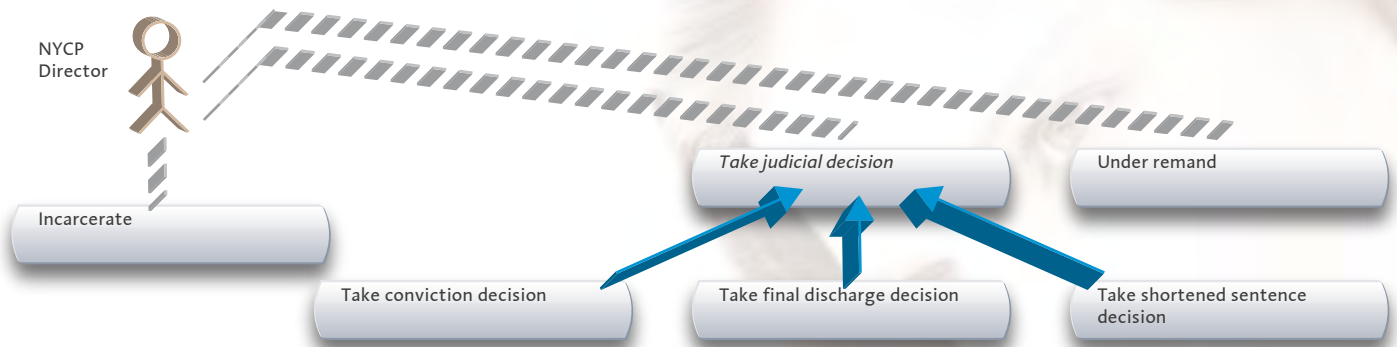 NYCP
Director
Take judicial decision
Under remand
Incarcerate
Take conviction decision
Take final discharge decision
Take shortened sentence
decision